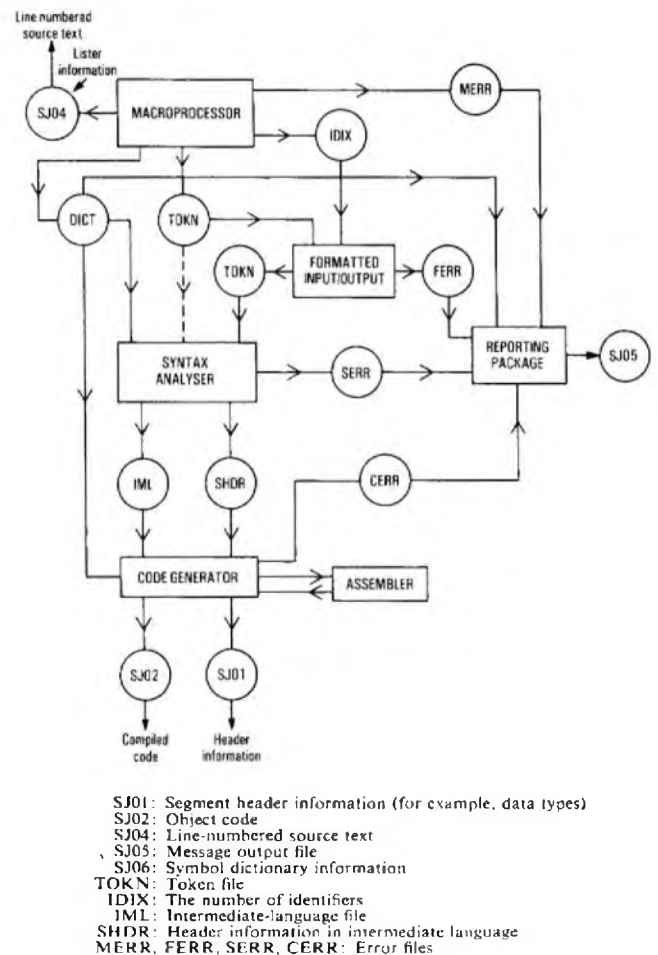 Line numbered
source text
Lister
information
SJ04
MACROPROCESSOR
MERR
IDIX
DICT
TOKN
TOKN
FORMATTED
INPUT/OUTPUT
FERR
SYNTAX
ANALYSER
SERR
REPORTING
PACKAGE
SJ05
IML
SHDR
CERR
CODE GENERATOR
ASSEMBLER
SJ02
SJ01
Compiled
code
Header
information
SJ01: Segment header information (for example, data types)
SJ02: Object code
SJ04: Line-numbered source text
SJ05: Message output file
SJ06: Symbol dictionary information
TOKN: Token file
IDIX: The number of identifiers
IML: Intermediate-language file
SHDR: Header information in intermediate language
MERR, FERR, SERR, CERR: Error files